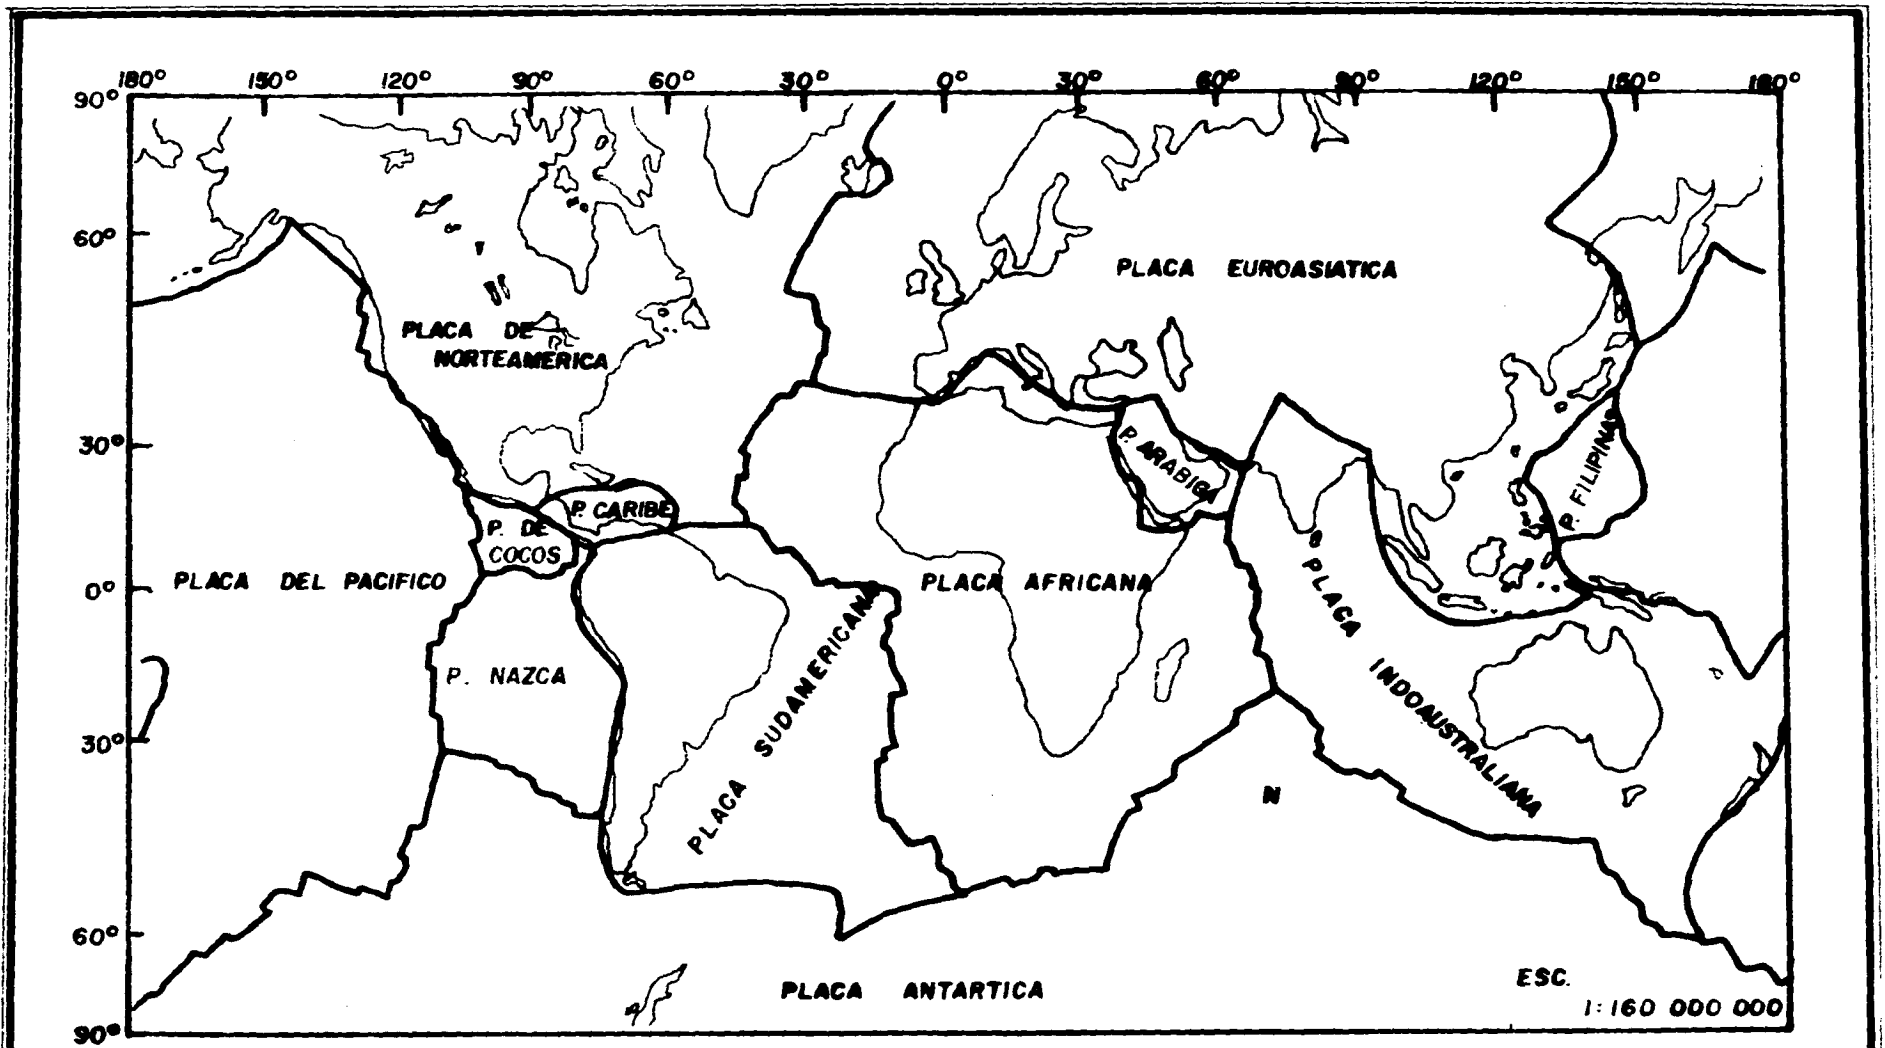 180° 150° 120° 90° 60° 30° 0° 30° 60° 90° 120° 150° 180°
90°
60°
PLACA EUROASIATICA
PLACA DE
NORTEAMERICA
30°
P. ARABIGA
P. FILIPINAS
P. CARIBE
P. DE
COCOS
PLACA DEL PACIFICO
PLACA AFRICANA
0°
PLACA INDOAUSTRALIANA
PLACA SUDAMERICANA
P. NAZCA
30°
N
60°
PLACA ANTARTICA
ESC.
1:160 000 000
90°